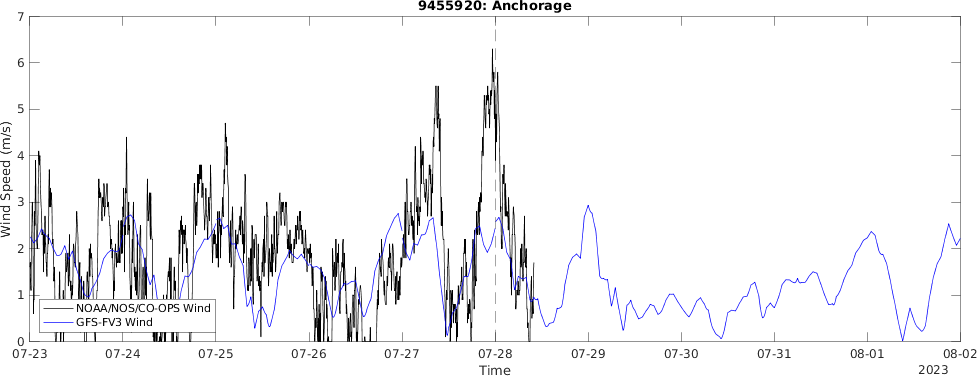 9455920: Anchorage
7
6
5
4
3
2
1
0
Wind Speed (m/s)
NOAA/NOS/CO-OPS Wind
GFS-FV3 Wind
07-23 07-24 07-25 07-26 07-27 07-28 07-29 07-30 07-31 08-01 08-02
Time
2023